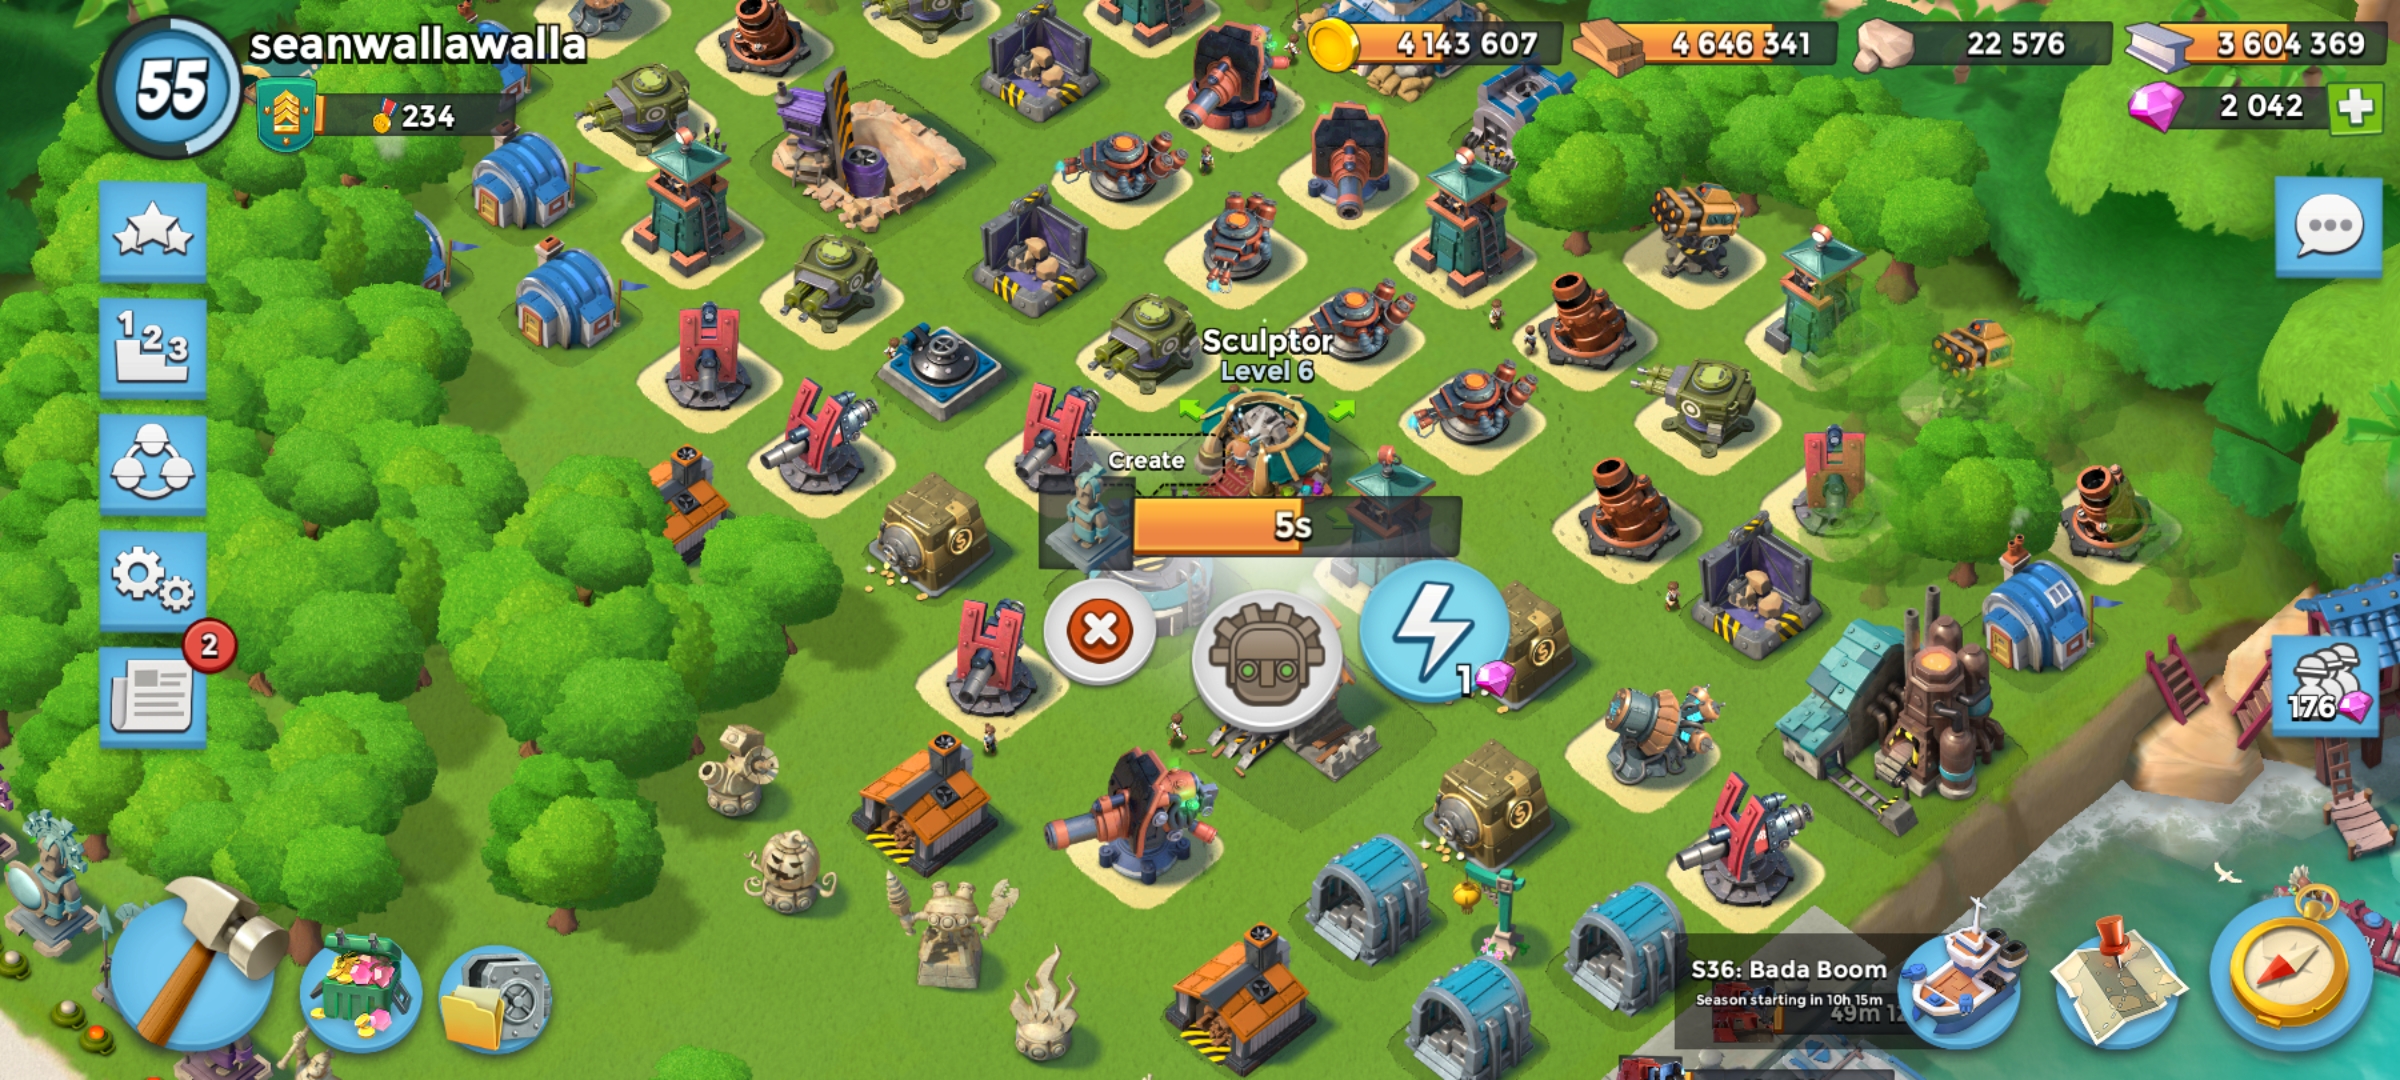 55
seanwallawalla
234
4 143 607
4 646 341
22 576
3 604 369
2 042
123
Sculptor
Level 6
Create
5s
2
1
176
S36: Bada Boom
Season starting in 10h 15m